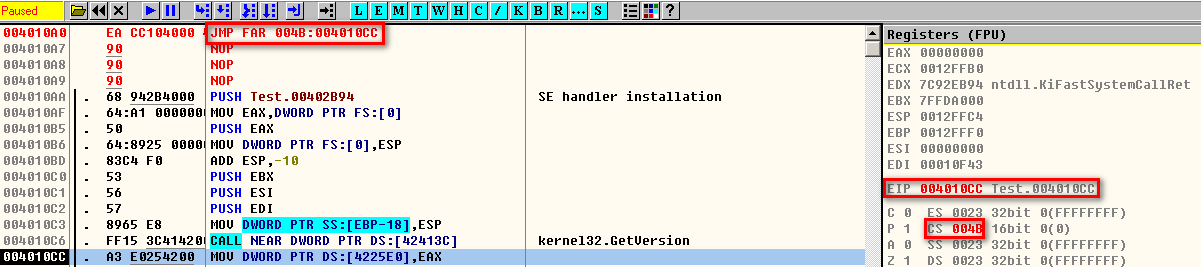 Paused L E M T W H C / K B R ... S ?
004010A0 EA CC104000 JMP FAR 004B:004010CC
004010A7 90 NOP
004010A8 90 NOP
004010A9 90 NOP
004010AA . 68 942B4000 PUSH Test.00402B94 SE handler installation
004010AF . 64:A1 0000000 MOV EAX,DWORD PTR FS:[0]
004010B5 . 50 PUSH EAX
004010B6 . 64:8925 00000 MOV DWORD PTR FS:[0],ESP
004010BD . 83C4 F0 ADD ESP,-10
004010C0 . 53 PUSH EBX
004010C1 . 56 PUSH ESI
004010C2 . 57 PUSH EDI
004010C3 . 8965 E8 MOV DWORD PTR SS:[EBP-18],ESP
004010C6 . FF15 3C414200 CALL NEAR DWORD PTR DS:[42413C] kernel32.GetVersion
004010CC . A3 E0254200 MOV DWORD PTR DS:[4225E0],EAX
Registers (FPU)
EAX 00000000
ECX 0012FFB0
EDX 7C92EB94 ntdll.KiFastSystemCallRet
EBX 7FFDA000
ESP 0012FFC4
EBP 0012FFF0
ESI 00000000
EDI 00010F43
EIP 004010CC Test.004010CC
C 0 ES 0023 32bit 0(FFFFFFFF)
P 1 CS 004B 16bit 0(0)
A 0 SS 0023 32bit 0(FFFFFFFF)
Z 1 DS 0023 32bit 0(FFFFFFFF)